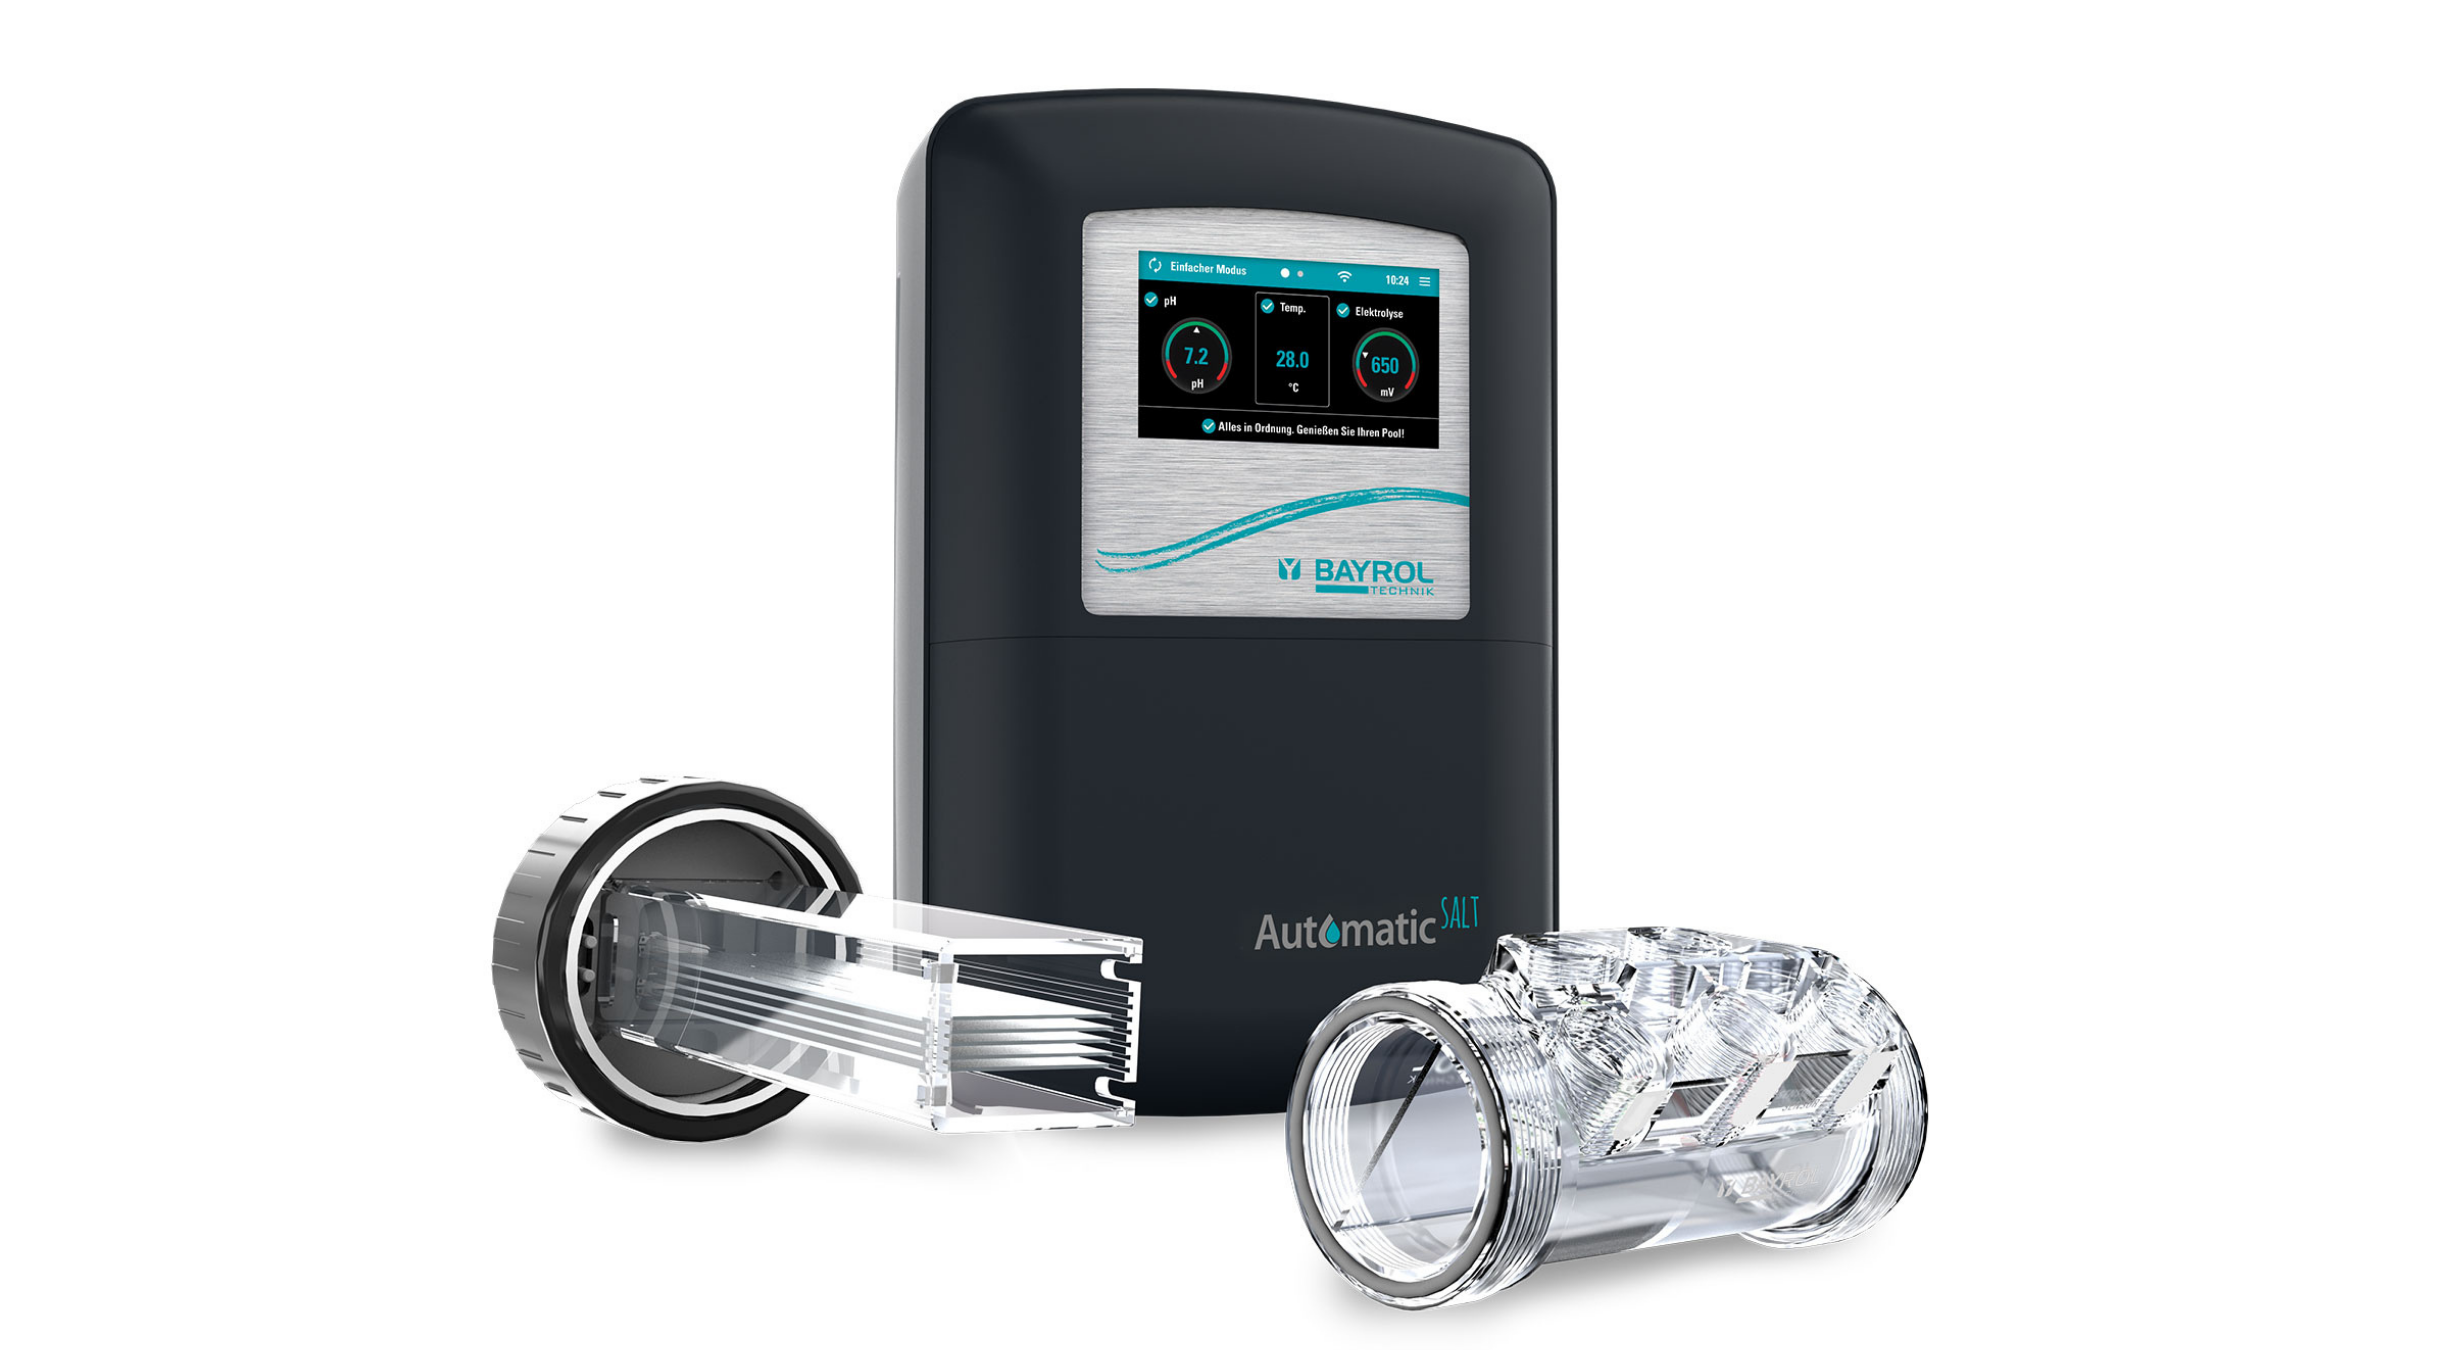 Einfacher Modus 10:24
pH Temp. Elektrolyse
7.2 28.0 650
pH °C mV
Alles in Ordnung. Genießen Sie Ihren Pool!
BAYROL
TECHNIK
Automatic SALT
BAYROL